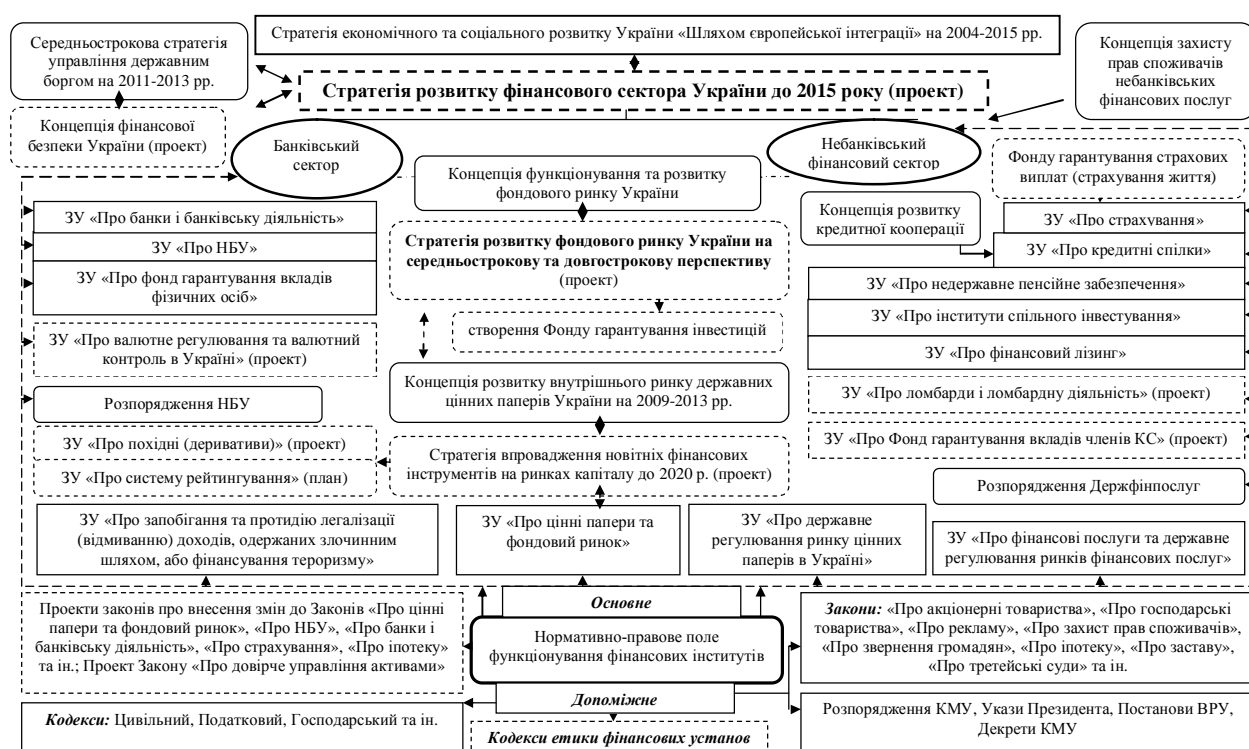 Стратегія економічного та соціального розвитку України «Шляхом європейської інтеграції» на 2004-2015 рр.
Середньострокова стратегія
управління державним
боргом на 2011-2013 рр.
Концепція захисту
прав споживачів
небанківських
фінансових послуг
Стратегія розвитку фінансового сектора України до 2015 року (проект)
Концепція фінансової
безпеки України (проект)
Банківський
сектор
Небанківський
фінансовий сектор
Концепція функціонування та розвитку
фондового ринку України
Фонду гарантування страхових
виплат (страхування життя)
ЗУ «Про банки і банківську діяльність»
ЗУ «Про НБУ»
ЗУ «Про фонд гарантування вкладів
фізичних осіб»
ЗУ «Про валютне регулювання та валютний
контроль в Україні» (проект)
Розпорядження НБУ
ЗУ «Про похідні (деривативи)» (проект)
ЗУ «Про систему рейтингування» (план)
Стратегія розвитку фондового ринку України на
середньострокову та довгострокову перспективу
(проект)
створення Фонду гарантування інвестицій
Концепція розвитку внутрішнього ринку державних
цінних паперів України на 2009-2013 рр.
Стратегія впровадження новітніх фінансових
інструментів на ринках капіталу до 2020 р. (проект)
Концепція розвитку
кредитної кооперації
ЗУ «Про страхування»
ЗУ «Про кредитні спілки»
ЗУ «Про недержавне пенсійне забезпечення»
ЗУ «Про інститути спільного інвестування»
ЗУ «Про фінансовий лізинг»
ЗУ «Про ломбарди і ломбардну діяльність» (проект)
ЗУ «Про Фонд гарантування вкладів членів КС» (проект)
Розпорядження Держфінпослуг
ЗУ «Про запобігання та протидію легалізації
(відмиванню) доходів, одержаних злочинним
шляхом, або фінансування тероризму»
ЗУ «Про цінні папери та
фондовий ринок»
ЗУ «Про державне
регулювання ринку цінних
паперів в Україні»
ЗУ «Про фінансові послуги та державне
регулювання ринків фінансових послуг»
Проекти законів про внесення змін до Законів «Про цінні
папери та фондовий ринок», «Про НБУ», «Про банки і
банківську діяльність», «Про страхування», «Про іпотеку»
та ін.; Проект Закону «Про довірче управління активами»
Основне
Нормативно-правове поле
функціонування фінансових інститутів
Допоміжне
Закони: «Про акціонерні товариства», «Про господарські
товариства», «Про рекламу», «Про захист прав споживачів»,
«Про звернення громадян», «Про іпотеку», «Про заставу»,
«Про третейські суди» та ін.
Кодекси: Цивільний, Податковий, Господарський та ін.
Кодекси етики фінансових установ
Розпорядження КМУ, Укази Президента, Постанови ВРУ,
Декрети КМУ